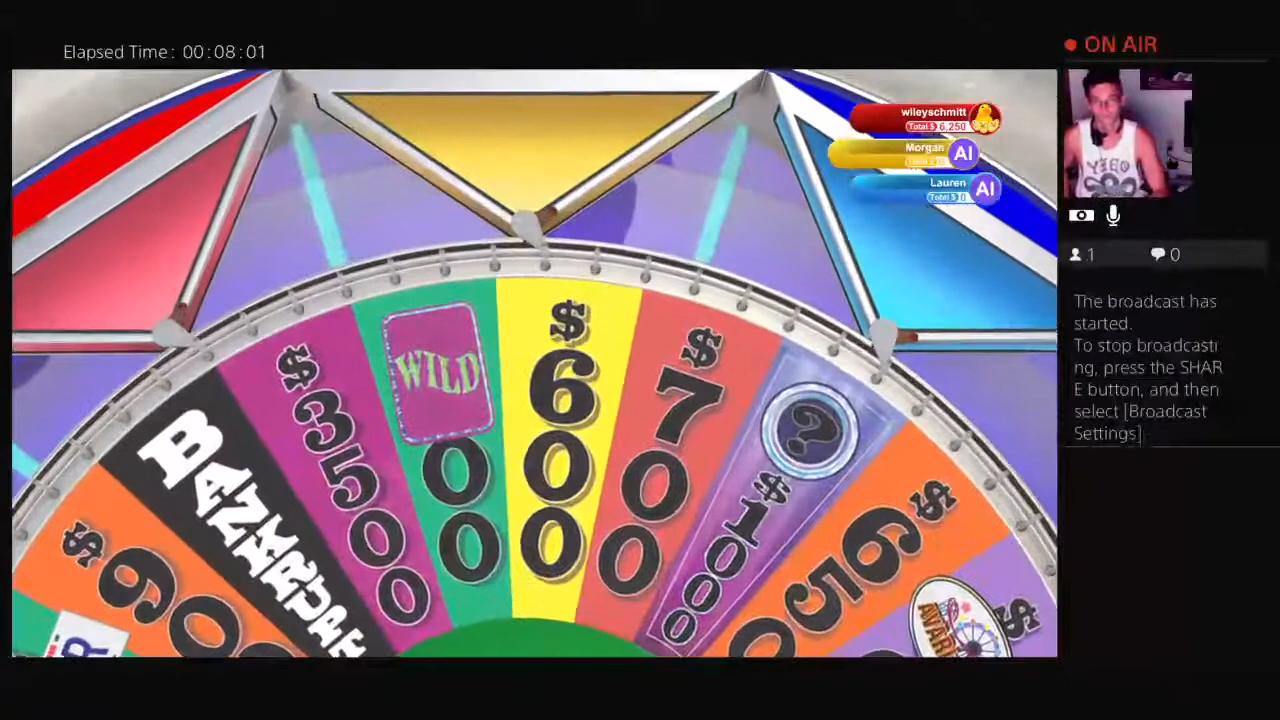 Elapsed Time: 00:08:01
ON AIR
wileyschmitt
Total $ 6,250
Morgan
AI
Lauren
Total $ 0
AI
1
0
The broadcast has
started.
To stop broadcasti
ng, press the SHAR
E button, and then
select [Broadcast
Settings]
$900
BANKRUPT
$3500
WILD
00
$600
$700
?
$1000
$650
$